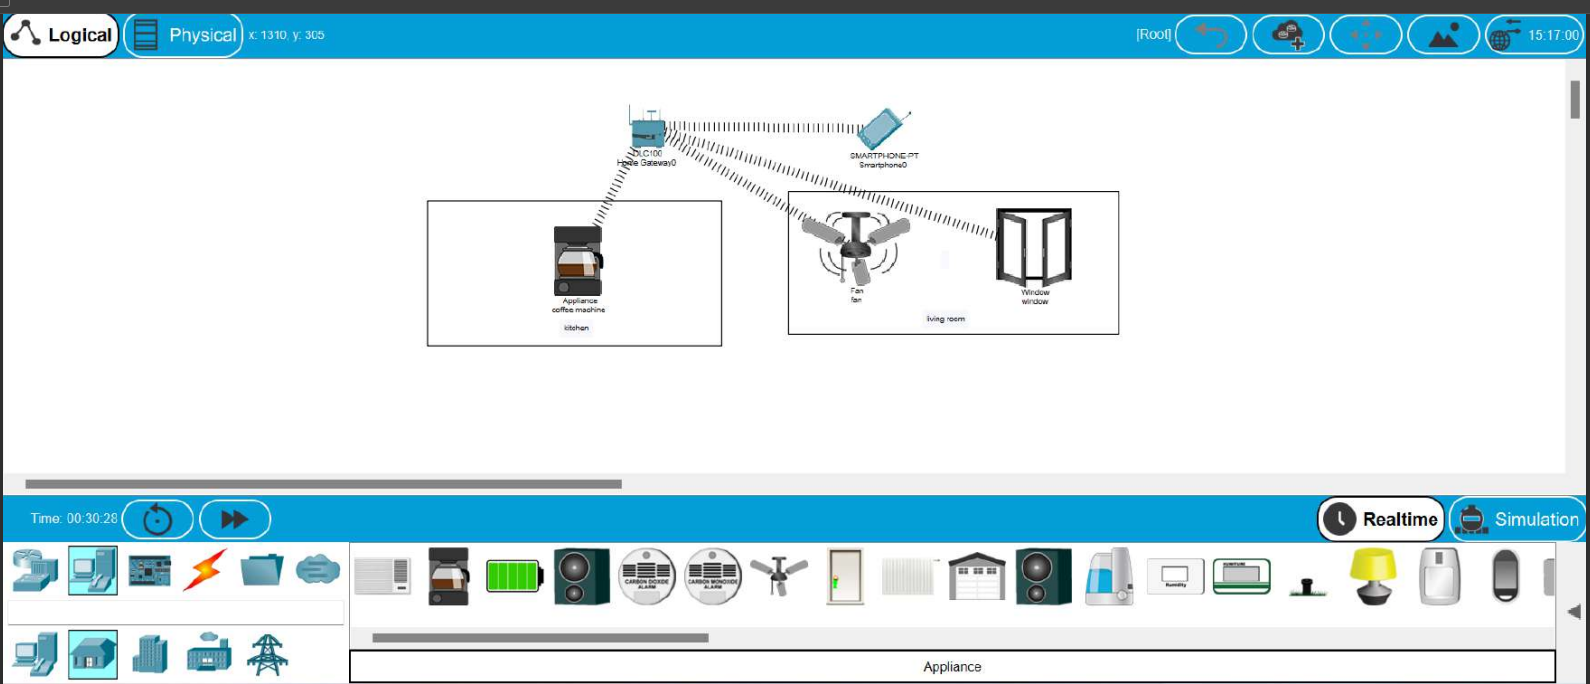 Logical
Physical
x: 1310, y: 305
[Root]
15:17:00
DLC100
Home Gateway0
SMARTPHONE-PT
Smartphone0
Appliance
coffee machine
kitchen
Fan
fan
Window
window
living room
Time: 00:30:28
Realtime
Simulation
CARBON DIOXIDE
ALARM
CARBON MONOXIDE
ALARM
Humidity
Appliance